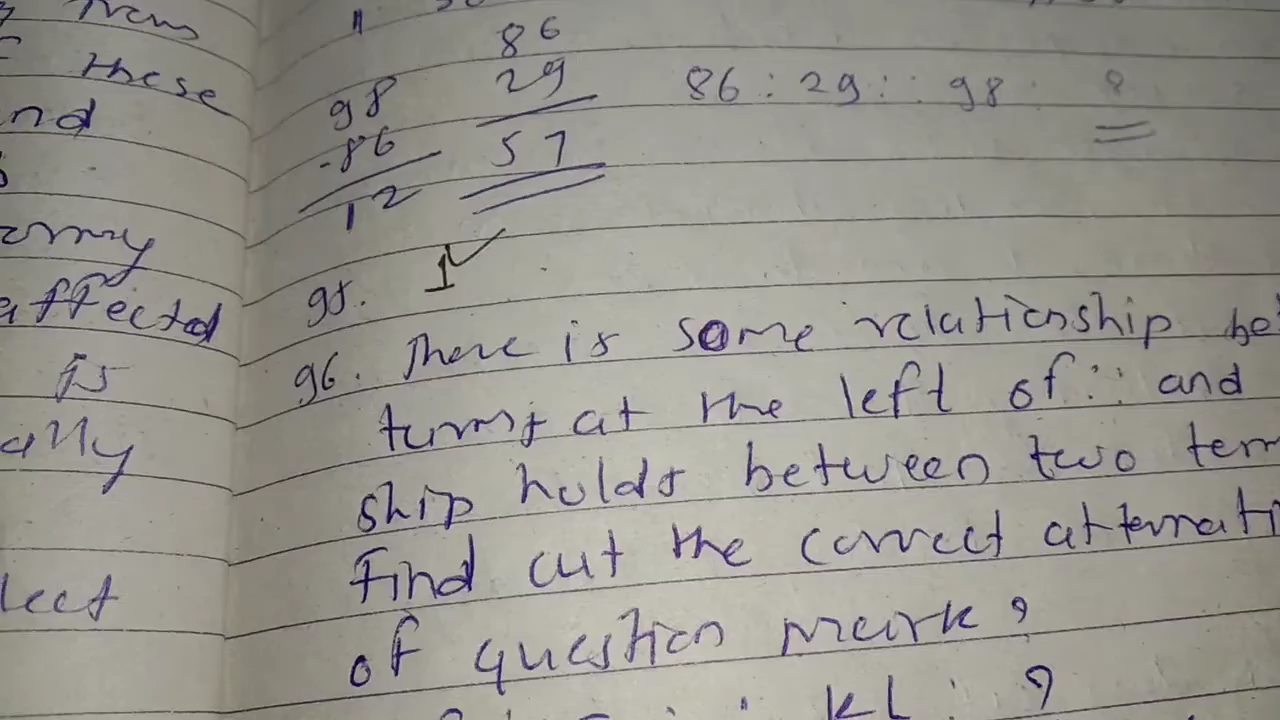 these
nd
army
affected
is
ally
lect
86
29
57
98
-86
12
86 : 29 :: 98 : ?
95. 1
96. There is some relationship be
terms at the left of :: and
ship holds between two term
Find out the correct alternati
of question mark ?
: KL : ?